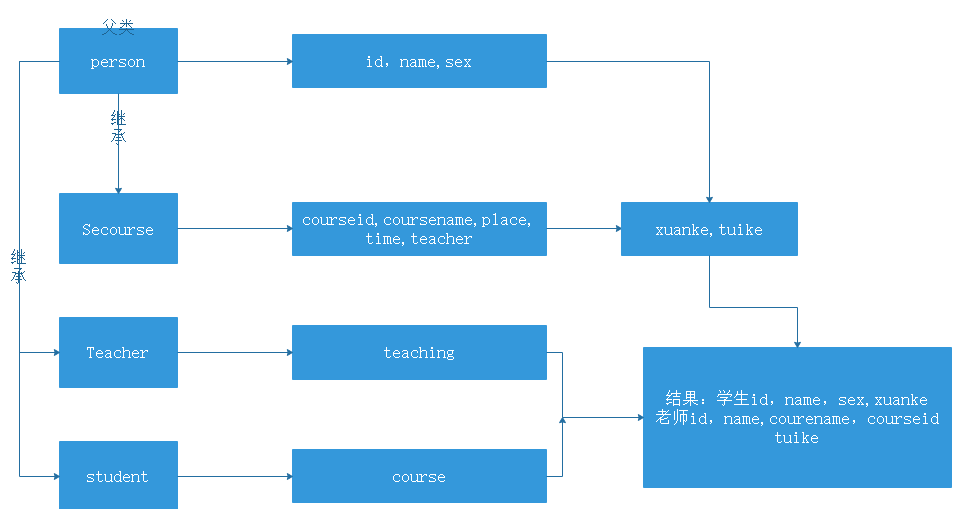 父类
person
id，name,sex
继
承
Secourse
courseid,coursename,place,
time,teacher
xuanke,tuike
继
承
Teacher
teaching
结果：学生id，name，sex,xuanke
老师id，name,courename，courseid
tuike
student
course